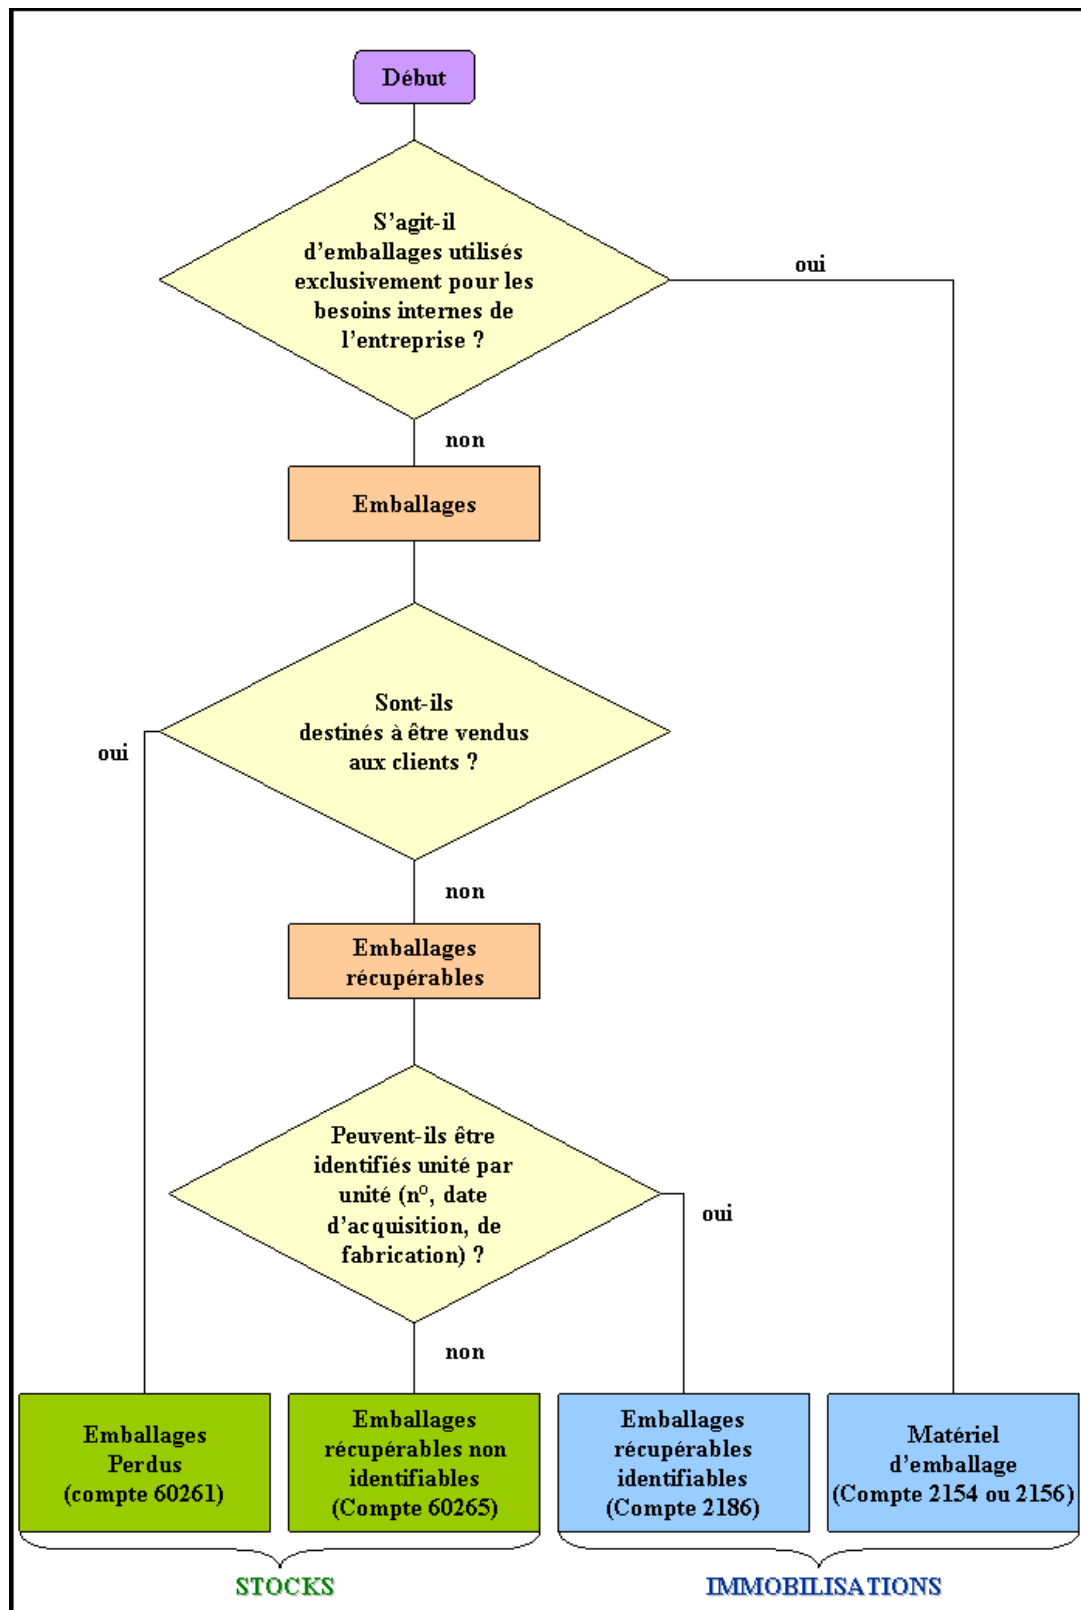 Début
S'agit-il
d'emballages utilisés
exclusivement pour les
besoins internes de
l'entreprise ?
oui
non
Emballages
Sont-ils
destinés à être vendus
aux clients ?
oui
non
Emballages
récupérables
Peuvent-ils être
identifiés unité par
unité (n°, date
d'acquisition, de
fabrication) ?
oui
non
Emballages
Perdus
(compte 60261)
Emballages
récupérables non
identifiables
(Compte 60265)
Emballages
récupérables
identifiables
(Compte 2186)
Matériel
d'emballage
(Compte 2154 ou 2156)
STOCKS
IMMOBILISATIONS